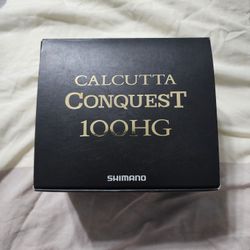 CALCUTTA
CONQUEST
100HG
SHIMANO